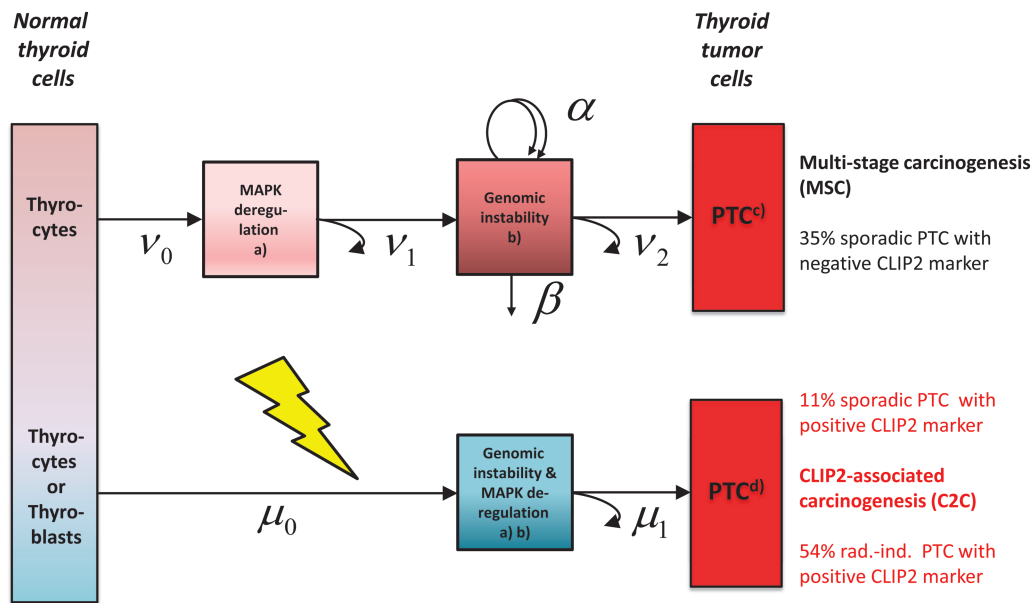 Normal
thyroid
cells
Thyroid
tumor
cells
α
Thyro-
cytes
MAPK
deregu-
lation
a)
Genomic
instability
b)
PTCc)
Multi-stage carcinogenesis
(MSC)
35% sporadic PTC with
negative CLIP2 marker
ν0
ν1
ν2
β
Thyro-
cytes
or
Thyro-
blasts
μ0
Genomic
instability &
MAPK de-
regulation
a) b)
μ1
PTCd)
11% sporadic PTC with
positive CLIP2 marker
CLIP2-associated
carcinogenesis (C2C)
54% rad.-ind. PTC with
positive CLIP2 marker